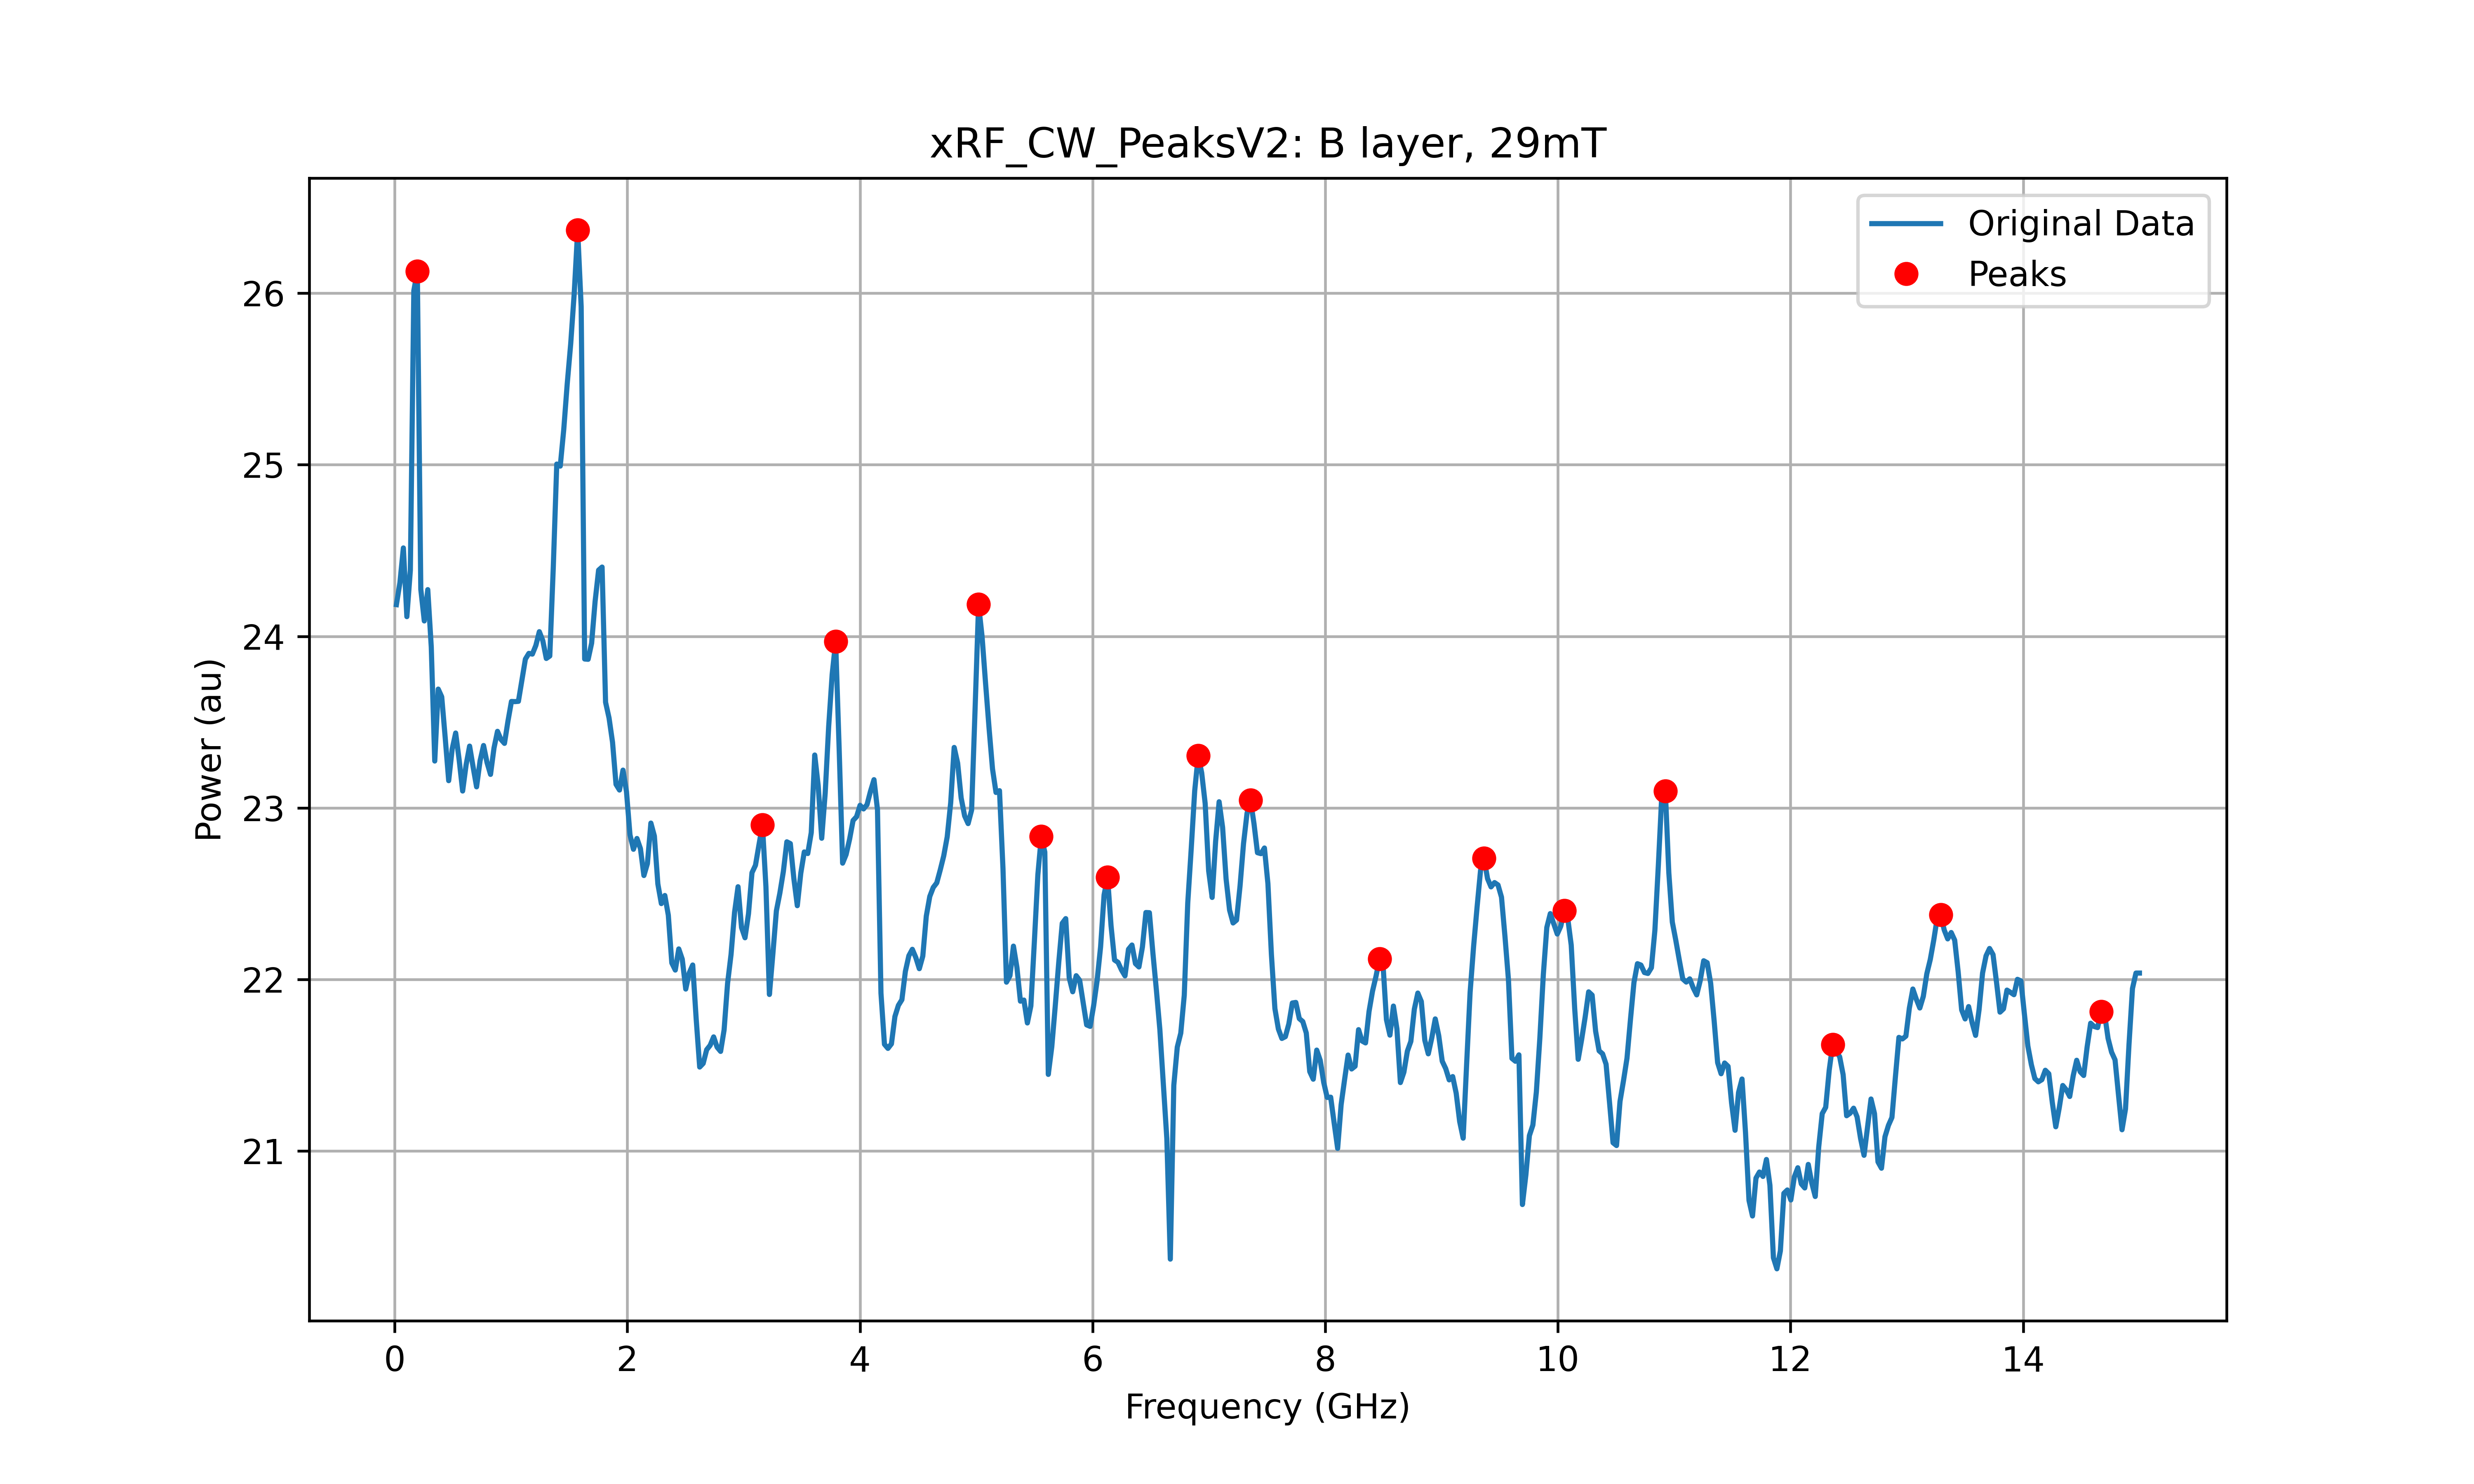 xRF_CW_PeaksV2: B layer, 29mT
Original Data
Peaks
Power (au)
26
25
24
23
22
21
0 2 4 6 8 10 12 14
Frequency (GHz)